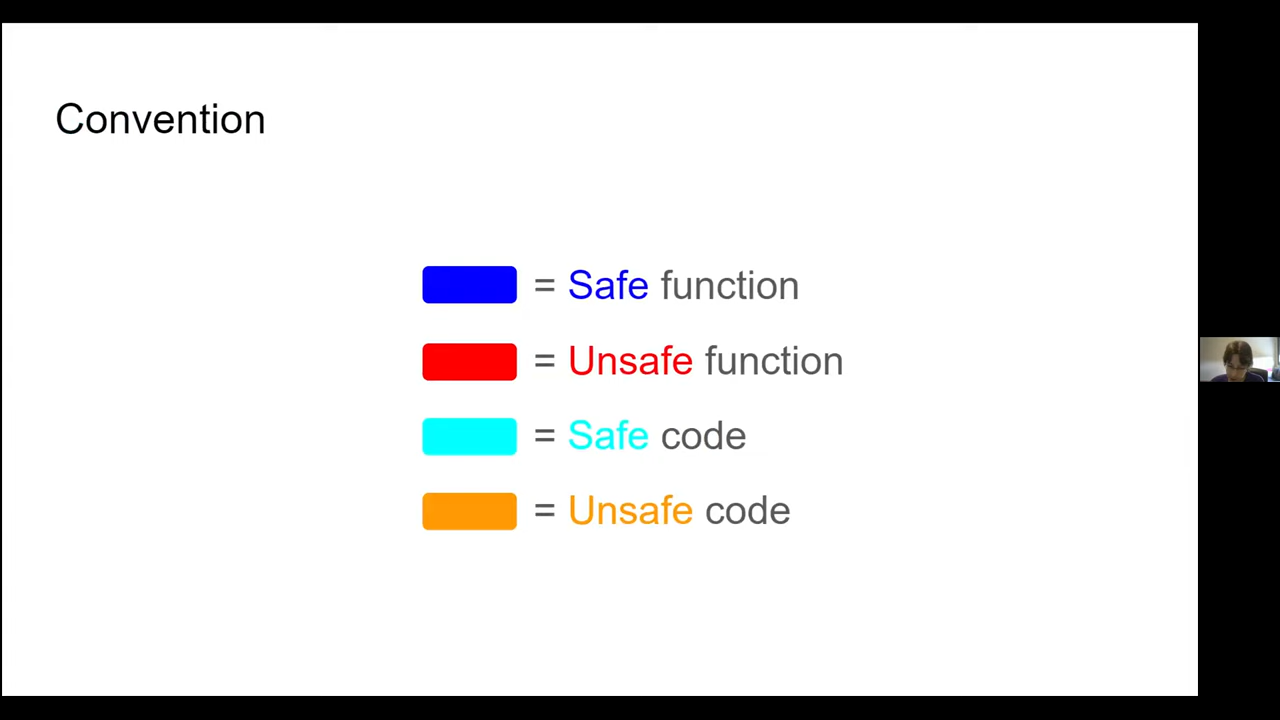 Convention
= Safe function
= Unsafe function
= Safe code
= Unsafe code